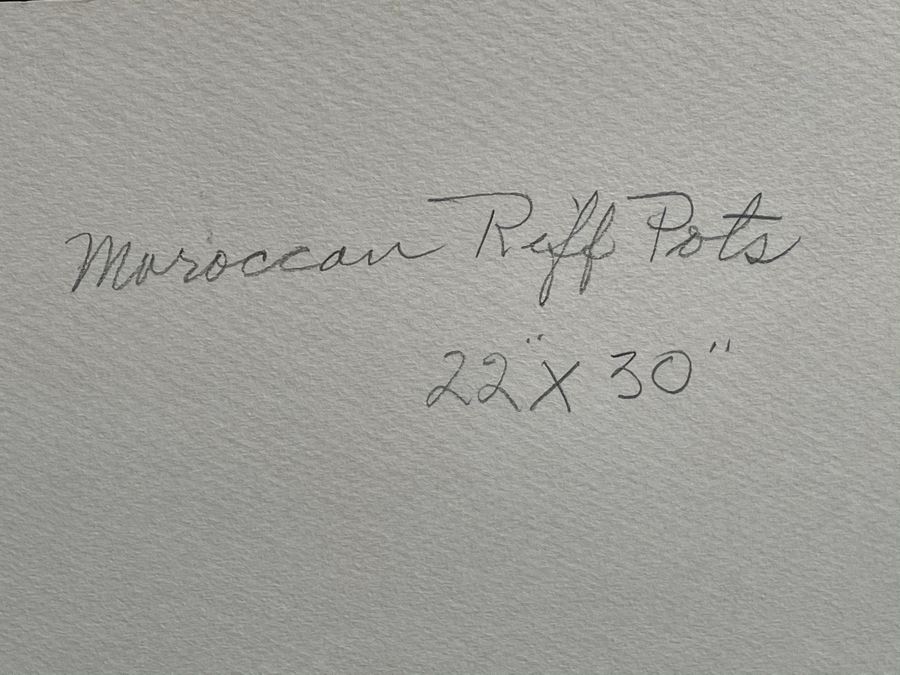 Moroccan Riff Pots
22" X 30"